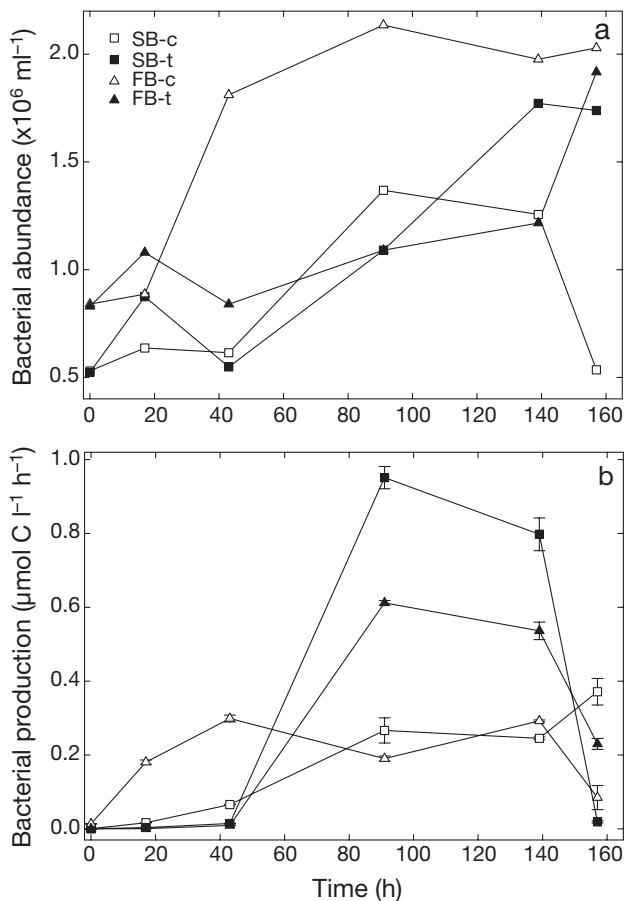 a
SB-c
SB-t
FB-c
FB-t
Bacterial abundance (x10⁶ ml⁻¹)
2.0
1.5
1.0
0.5
0 20 40 60 80 100 120 140 160
b
Bacterial production (µmol C l⁻¹ h⁻¹)
1.0
0.8
0.6
0.4
0.2
0.0
0 20 40 60 80 100 120 140 160
Time (h)